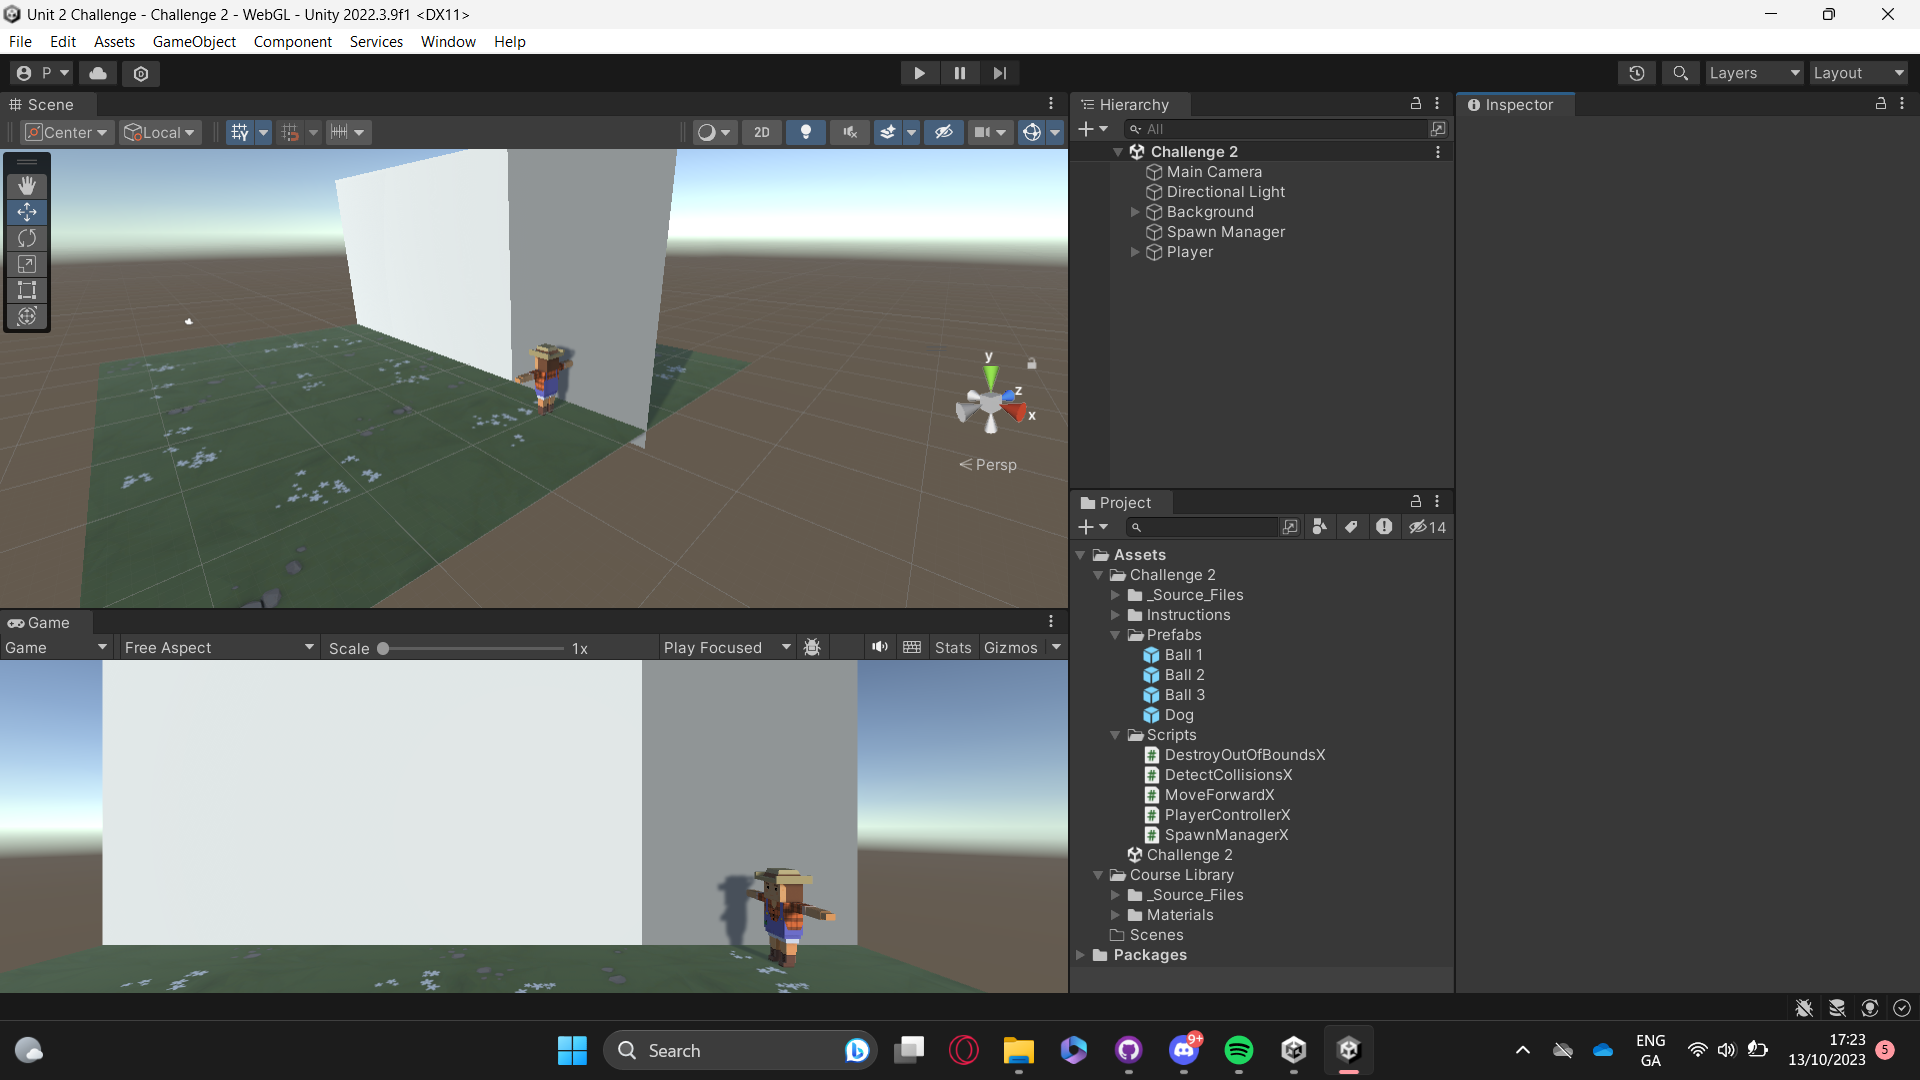 Unit 2 Challenge - Challenge 2 - WebGL - Unity 2022.3.9f1 <DX11>
File Edit Assets GameObject Component Services Window Help
P
Layers Layout
Scene
Center Local 2D
y
z
x
Persp
Hierarchy
All
Challenge 2
Main Camera
Directional Light
Background
Spawn Manager
Player
Inspector
Project
14
Assets
Challenge 2
_Source_Files
Instructions
Prefabs
Ball 1
Ball 2
Ball 3
Dog
Scripts
DestroyOutOfBoundsX
DetectCollisionsX
MoveForwardX
PlayerControllerX
SpawnManagerX
Challenge 2
Course Library
_Source_Files
Materials
Scenes
Packages
Game
Game Free Aspect Scale 1x Play Focused Stats Gizmos
Search
9+
ENG
GA
17:23
13/10/2023
5